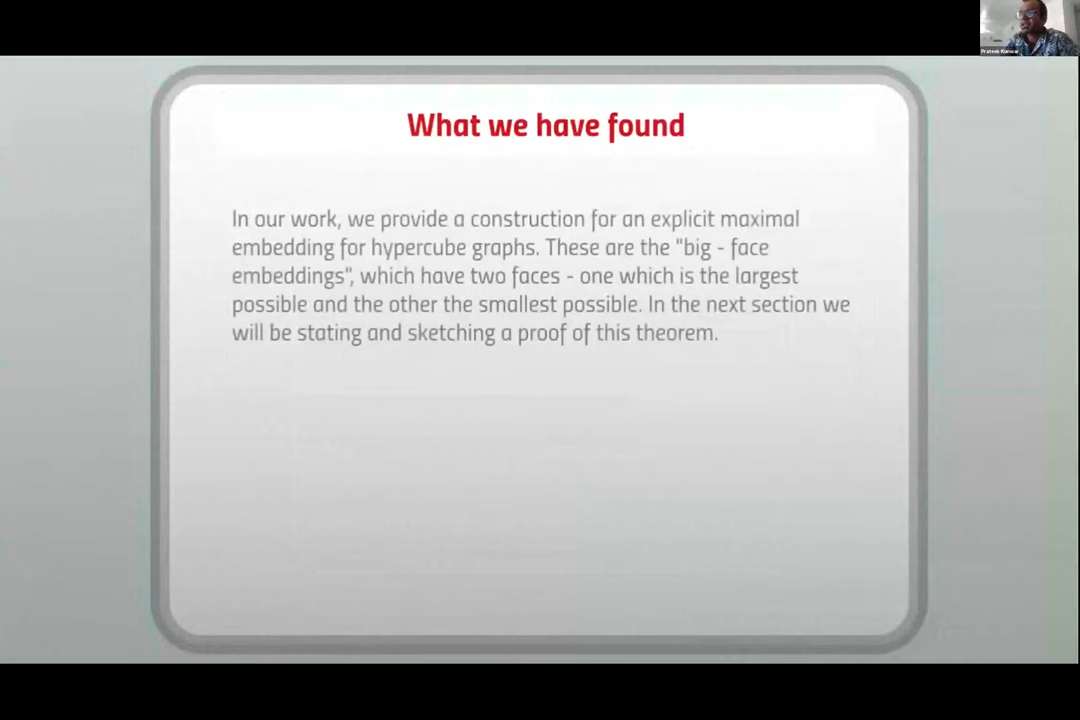 Prateek Kunwar
What we have found
In our work, we provide a construction for an explicit maximal
embedding for hypercube graphs. These are the "big - face
embeddings", which have two faces - one which is the largest
possible and the other the smallest possible. In the next section we
will be stating and sketching a proof of this theorem.